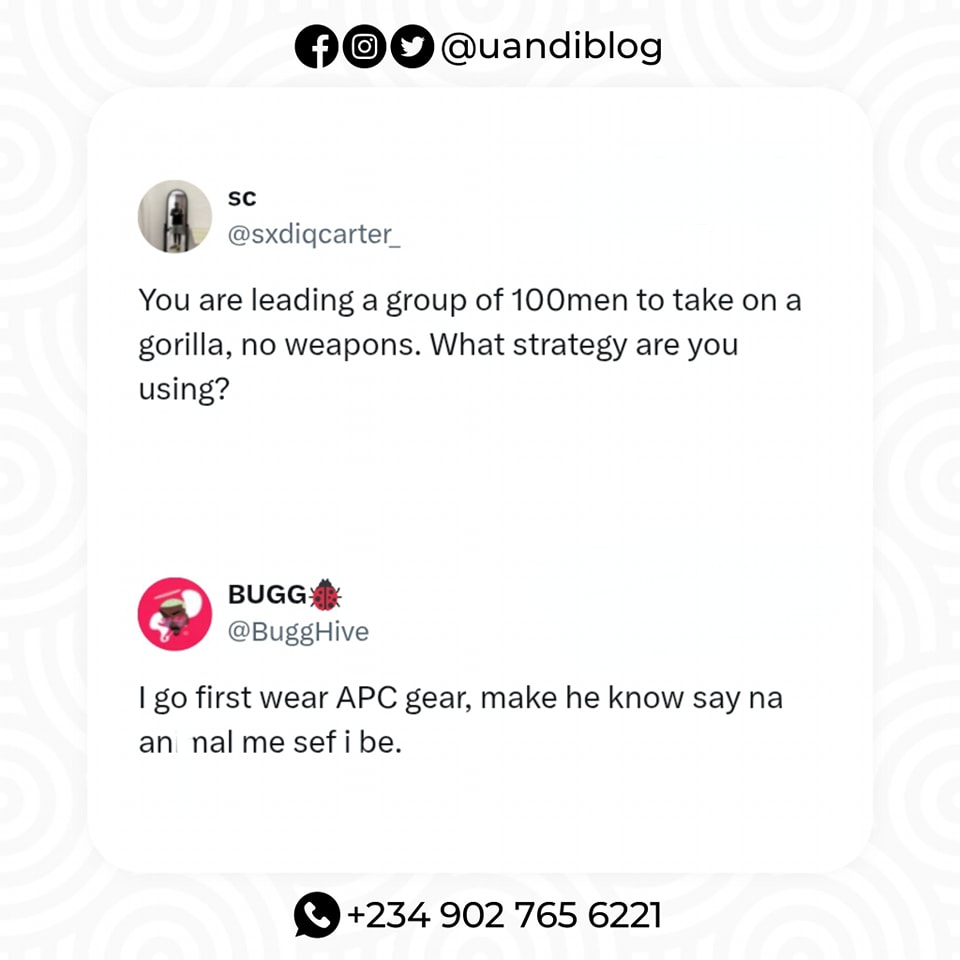 @uandiblog
sc
@sxdiqcarter_
You are leading a group of 100men to take on a
gorilla, no weapons. What strategy are you
using?
BUGG🐞
@BuggHive
I go first wear APC gear, make he know say na
ani nal me sef i be.
+234 902 765 6221